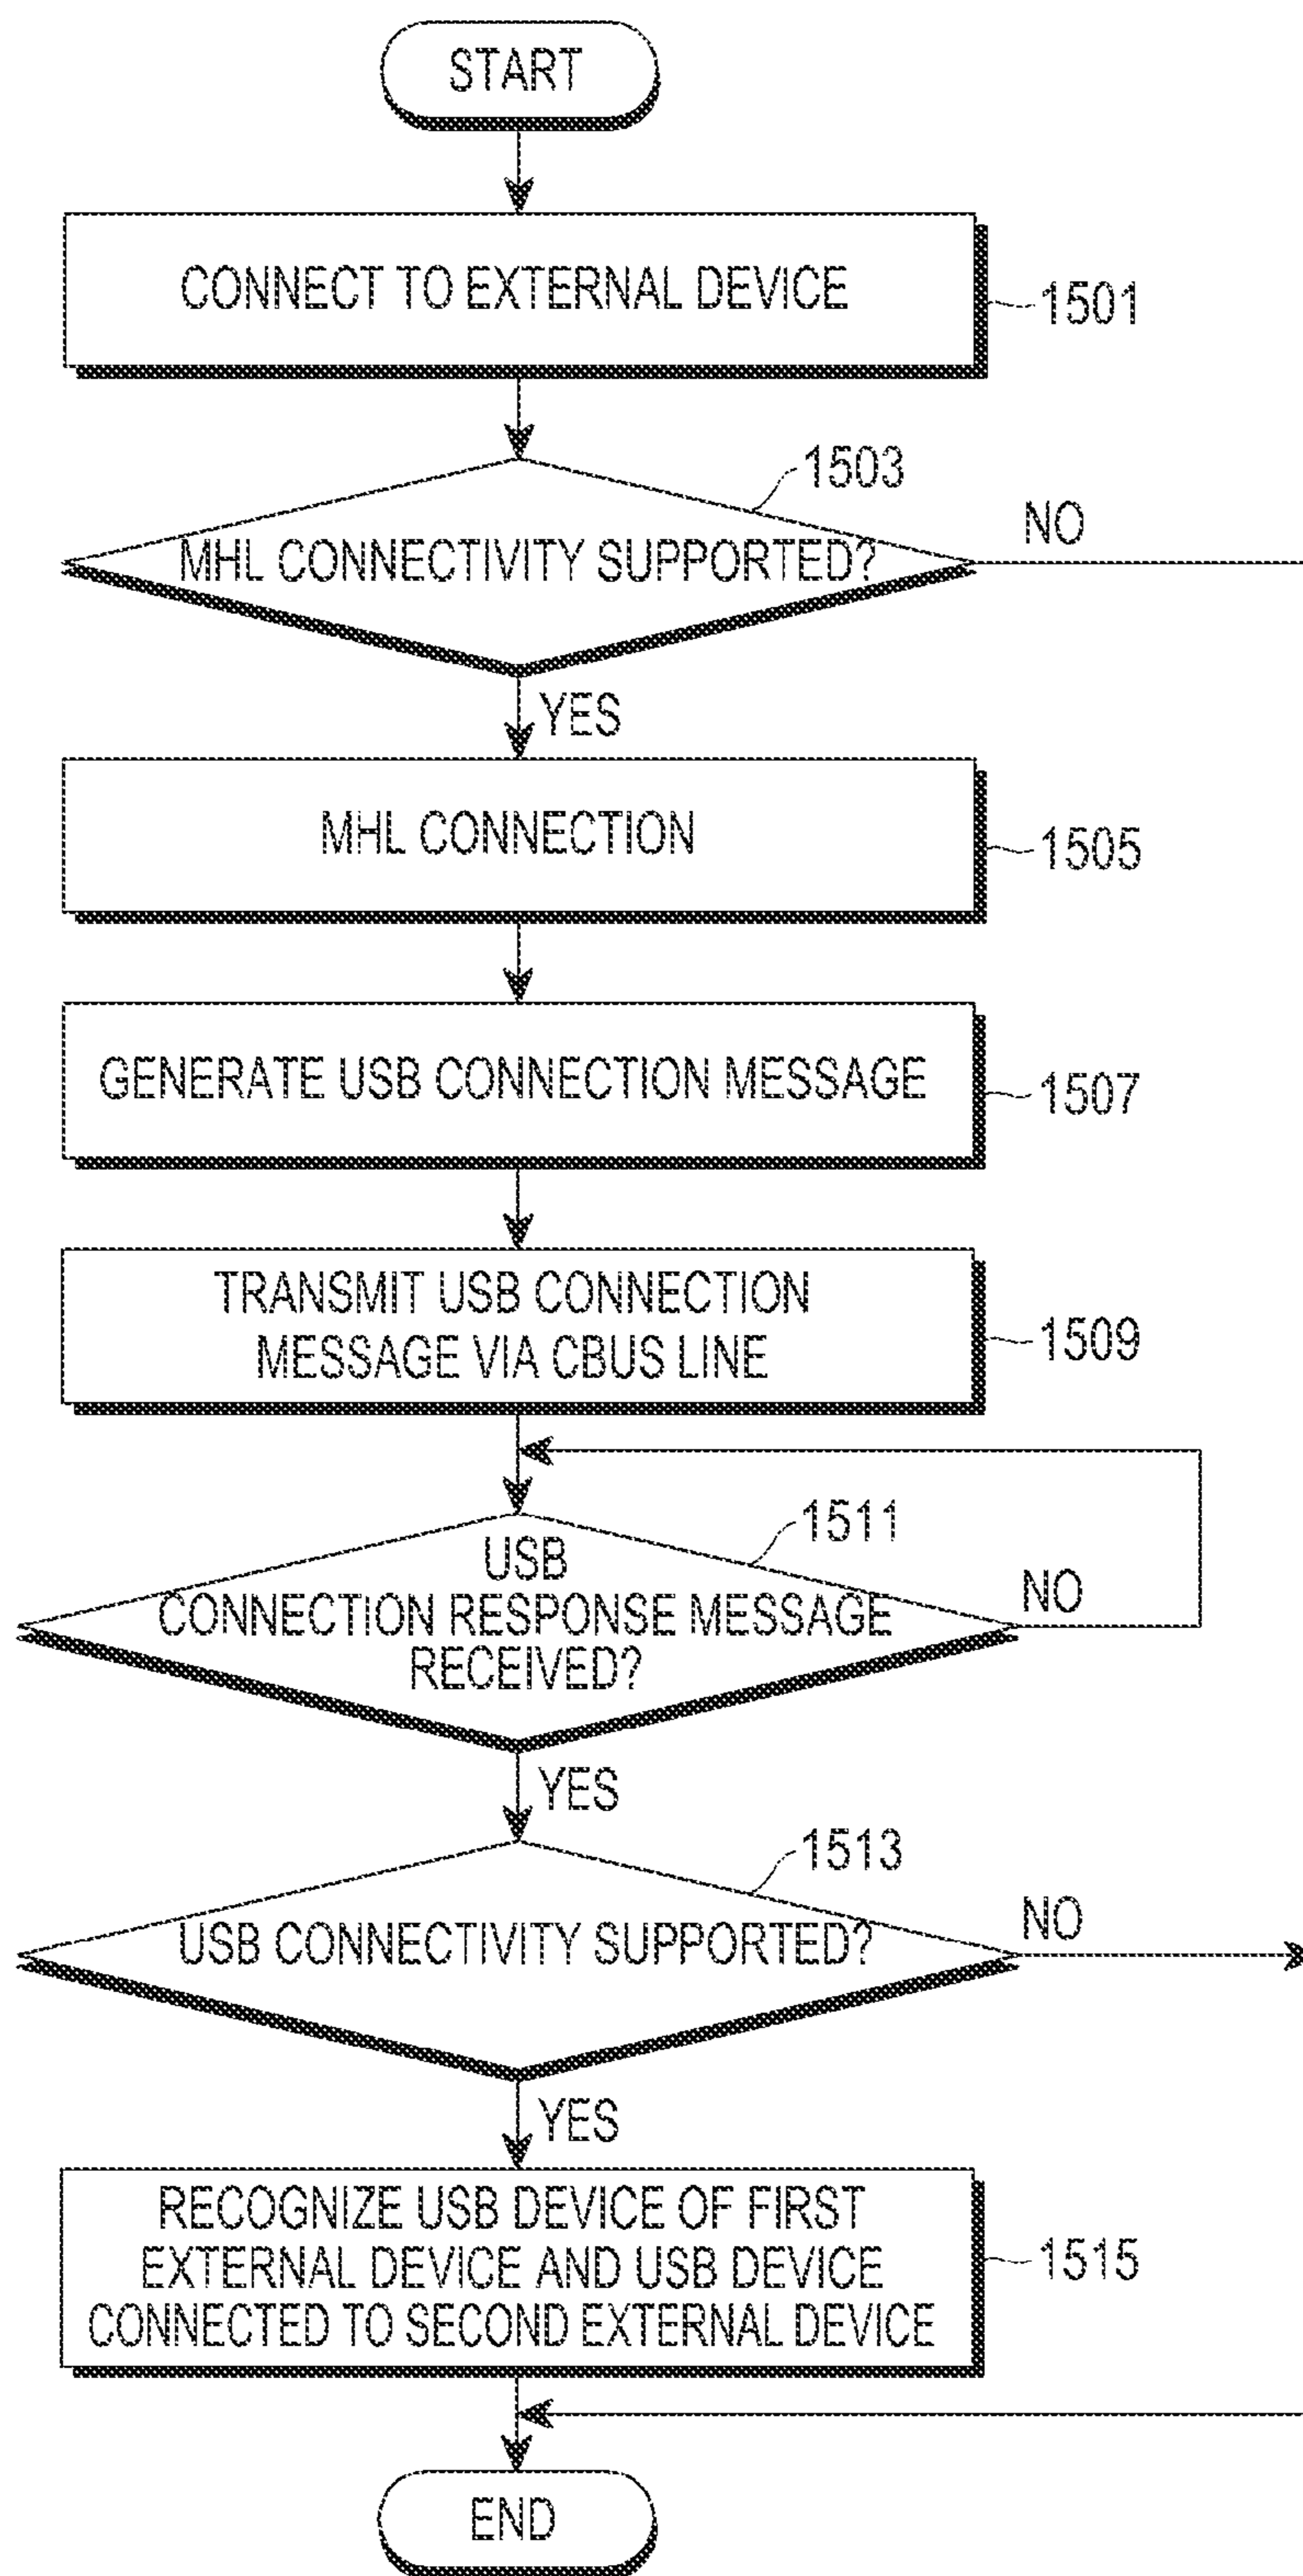 START
CONNECT TO EXTERNAL DEVICE
1501
1503
MHL CONNECTIVITY SUPPORTED?
NO
YES
MHL CONNECTION
1505
GENERATE USB CONNECTION MESSAGE
1507
TRANSMIT USB CONNECTION
MESSAGE VIA CBUS LINE
1509
1511
USB
CONNECTION RESPONSE MESSAGE
RECEIVED?
NO
YES
1513
USB CONNECTIVITY SUPPORTED?
NO
YES
RECOGNIZE USB DEVICE OF FIRST
EXTERNAL DEVICE AND USB DEVICE
CONNECTED TO SECOND EXTERNAL DEVICE
1515
END